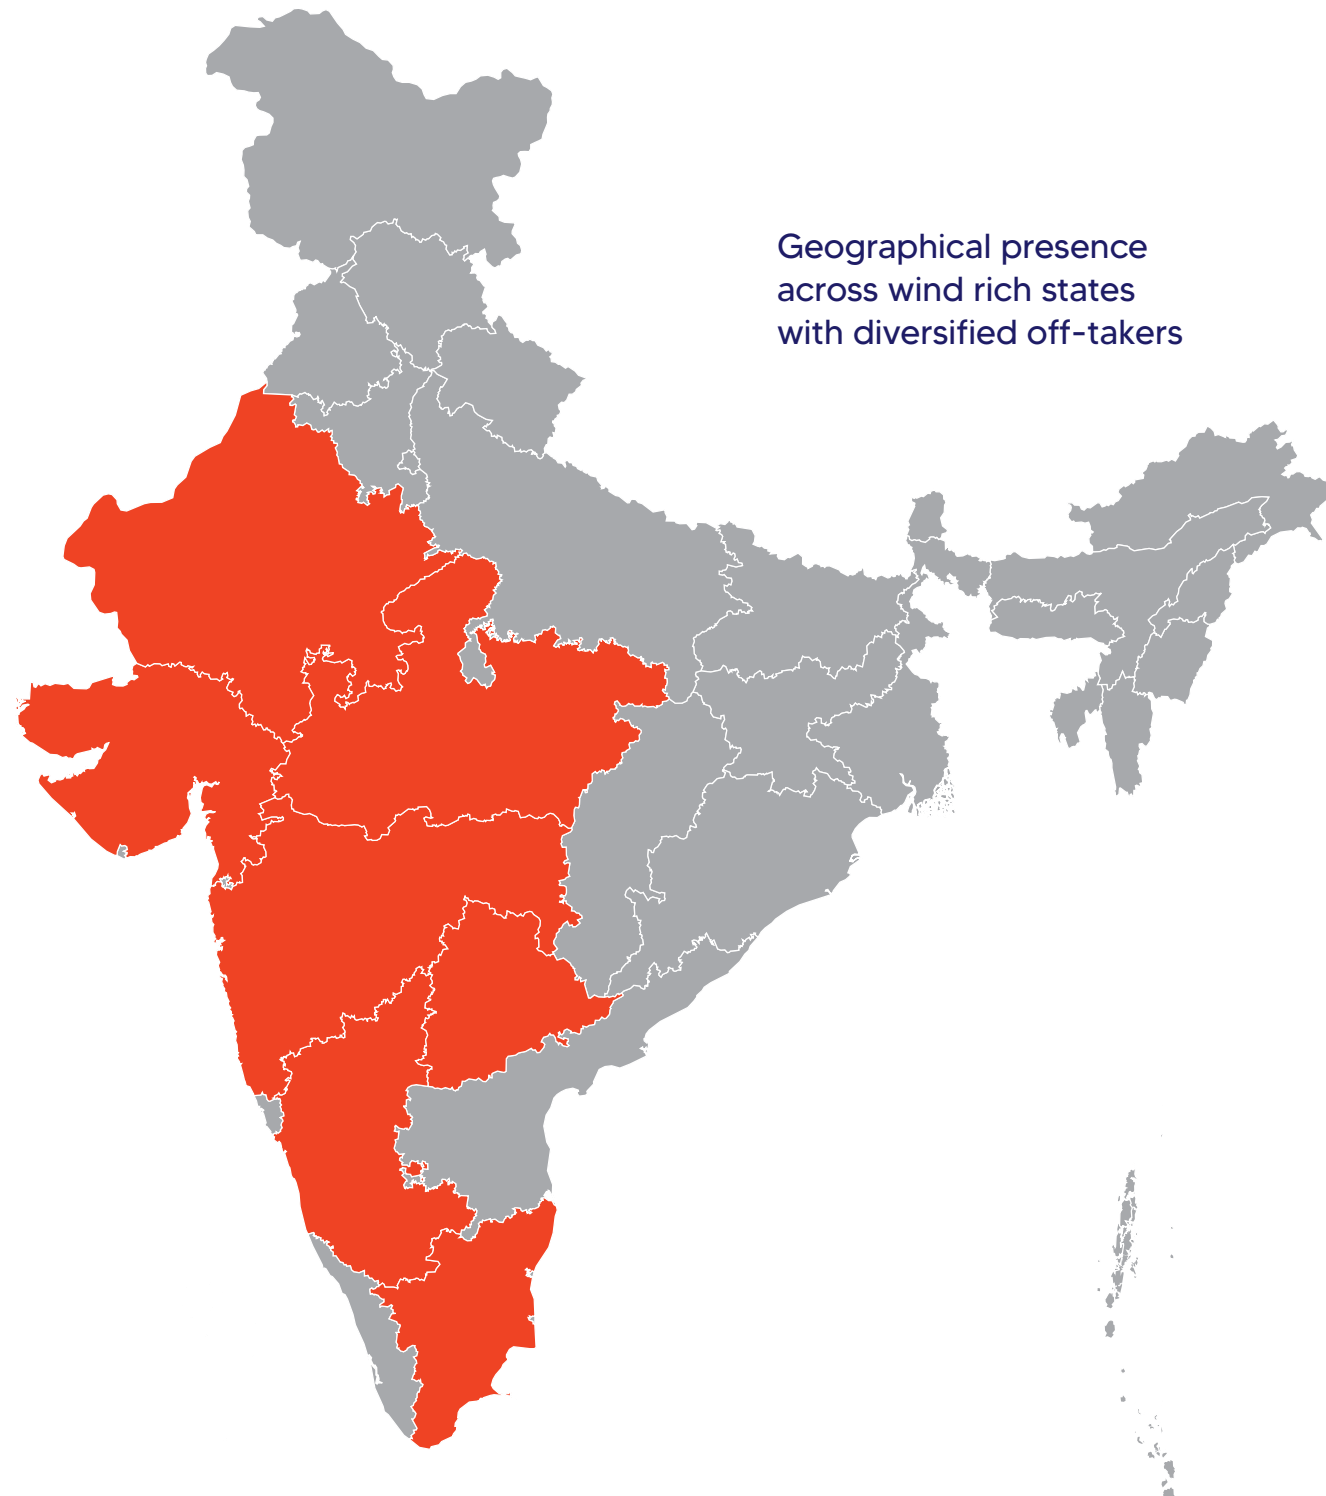 Geographical presence
across wind rich states
with diversified off-takers